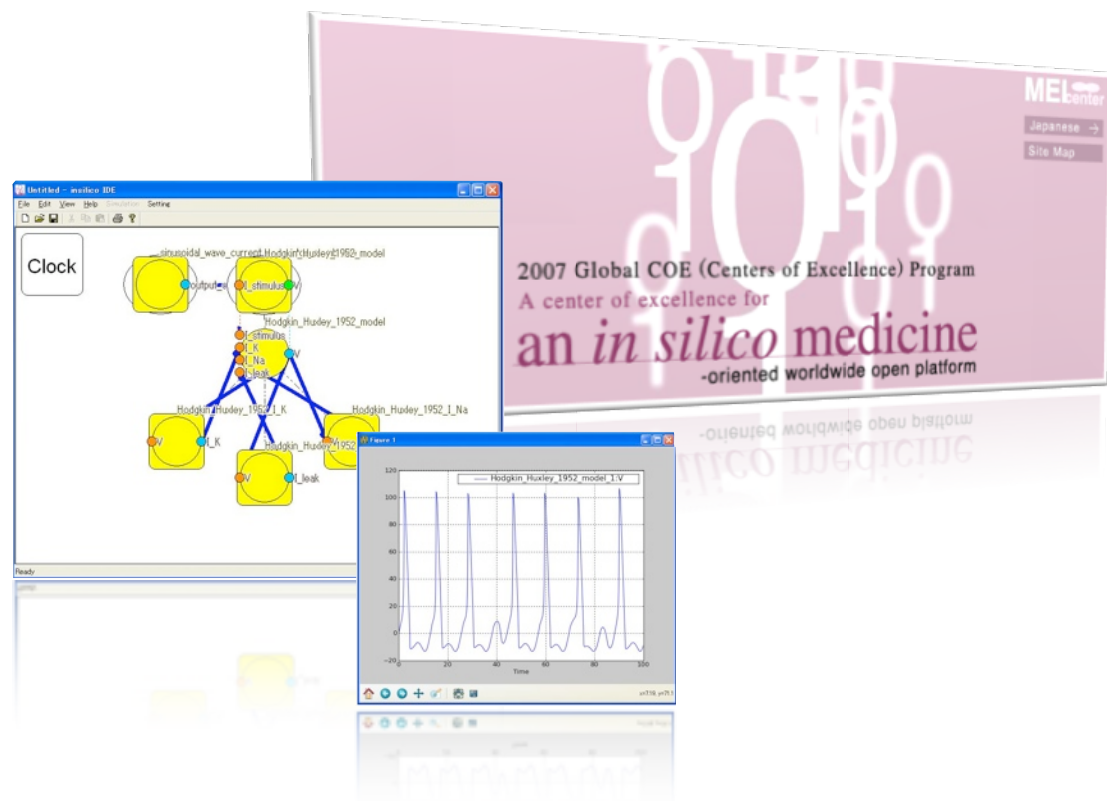 MEI center
Japanese →
Site Map
2007 Global COE (Centers of Excellence) Program
A center of excellence for
an in silico medicine
-oriented worldwide open platform
Untitled - insilico IDE
File Edit View Help Simulation Setting
Clock
sinusoidal_wave_current
Hodgkin_Huxley_1952_model
I_stimulus
V
Hodgkin_Huxley_1952_model
I_stimulus
I_K
I_Na
I_leak
V
Hodgkin_Huxley_1952_I_K
Hodgkin_Huxley_1952_I_Na
V
I_K
Hodgkin_Huxley_1952
V
I_leak
Ready
Figure 1
Hodgkin_Huxley_1952_model_1:V
120
100
80
60
40
20
0
-20
0 20 40 60 80 100
Time